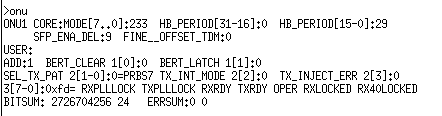 >onu
ONU1 CORE:MODE[7..0]:233  HB_PERIOD[31-16]:0  HB_PERIOD[15-0]:29
     SFP_ENA_DEL:9  FINE__OFFSET_TDM:0
USER:
ADD:1  BERT_CLEAR 1[0]:0  BERT_LATCH 1[1]:0
SEL_TX_PAT 2[1-0]:0=PRBS7 TX_INT_MODE 2[2]:0  TX_INJECT_ERR 2[3]:0
3[7-0]:0xfd= RXPLLLOCK TXPLLLOCK RXRDY TXRDY OPER RXLOCKED RX40LOCKED
BITSUM: 2726704256 24   ERRSUM:0 0